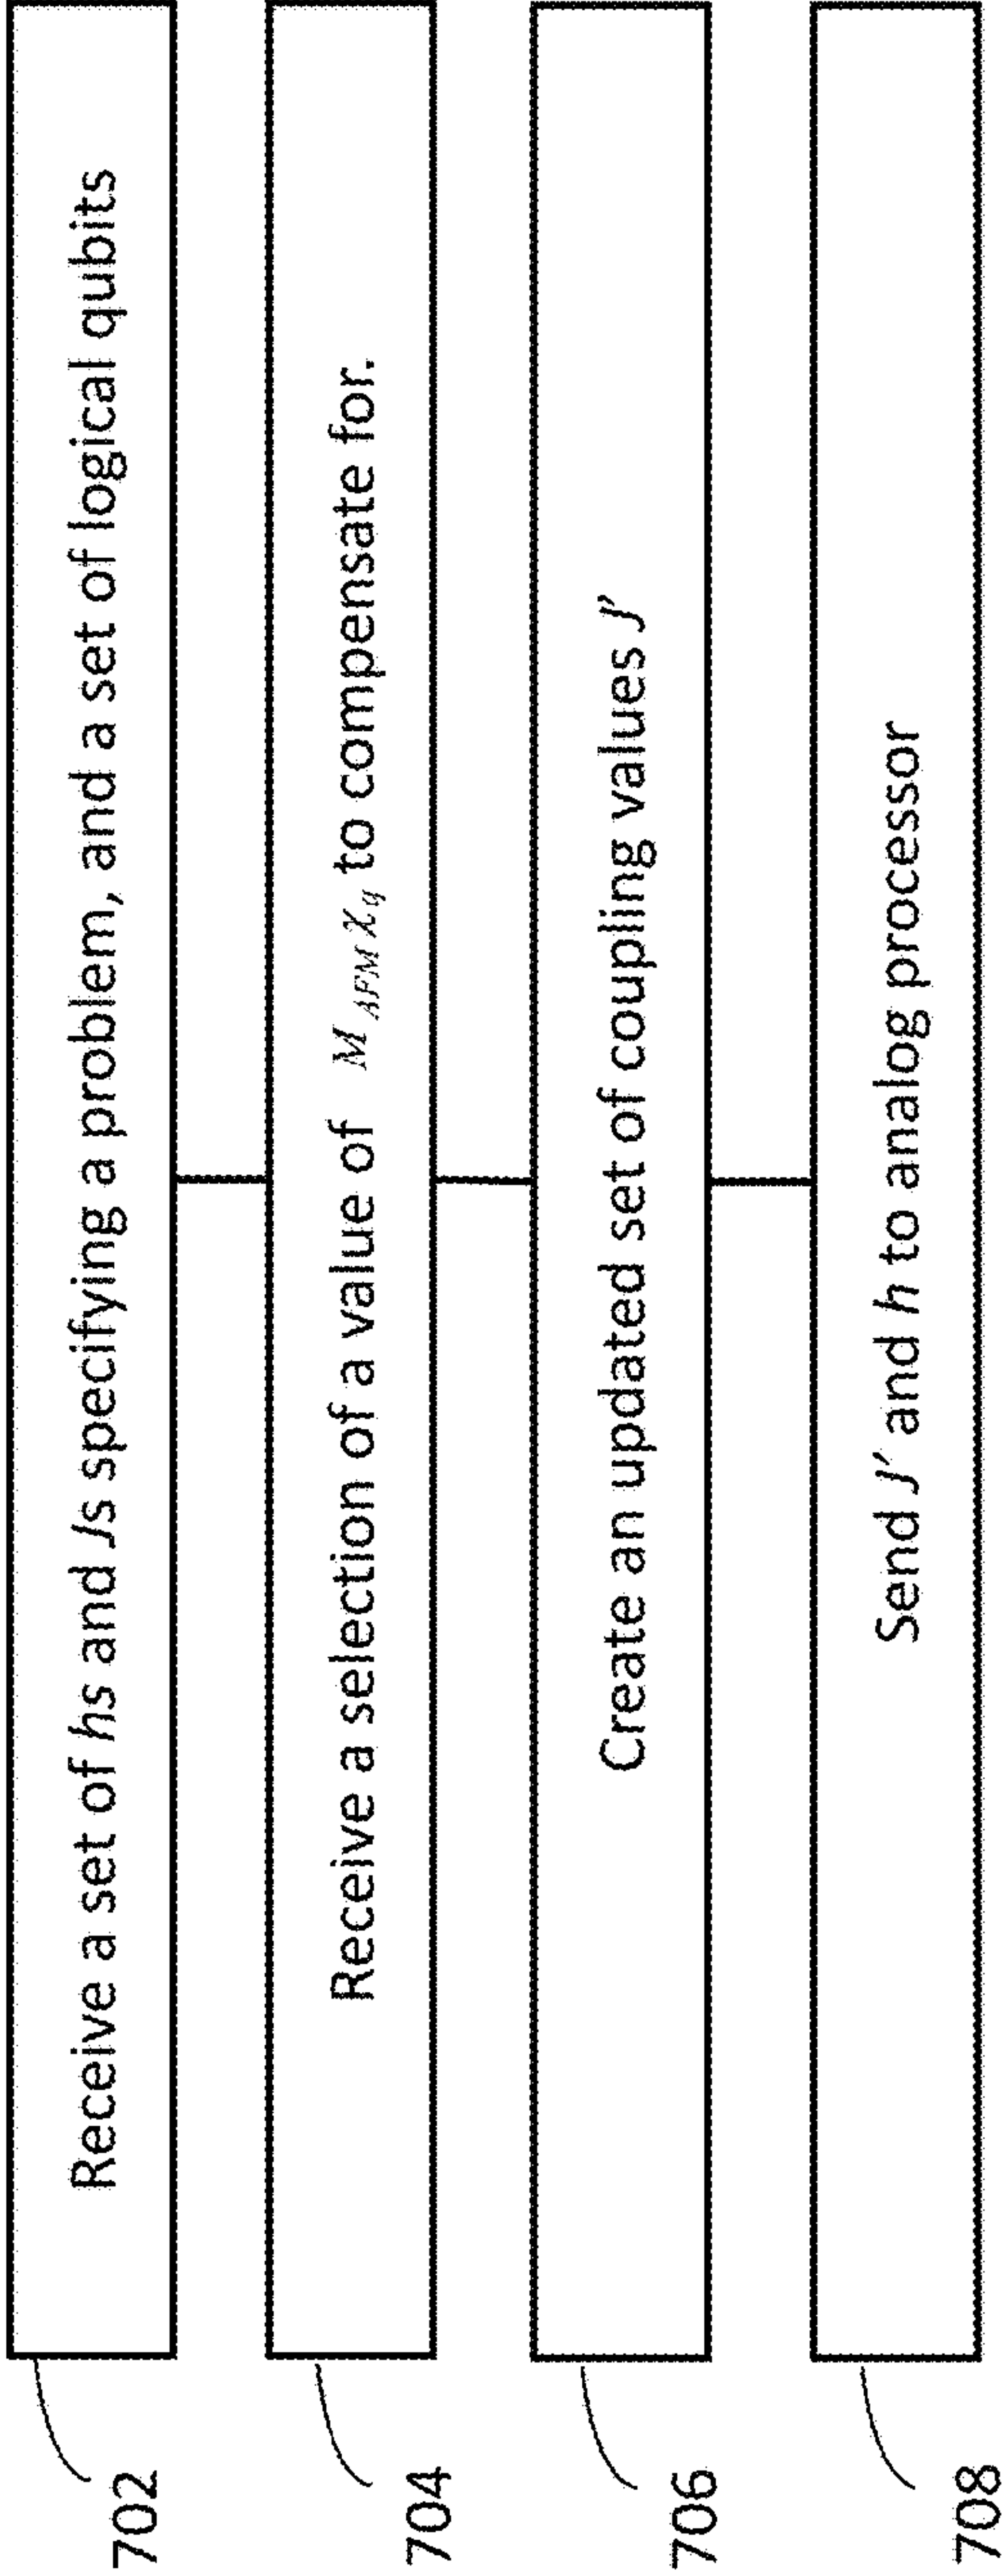 702
Receive a set of hs and Js specifying a problem, and a set of logical qubits
704
Receive a selection of a value of M_AFM χ_q to compensate for.
706
Create an updated set of coupling values J′
708
Send J′ and h to analog processor